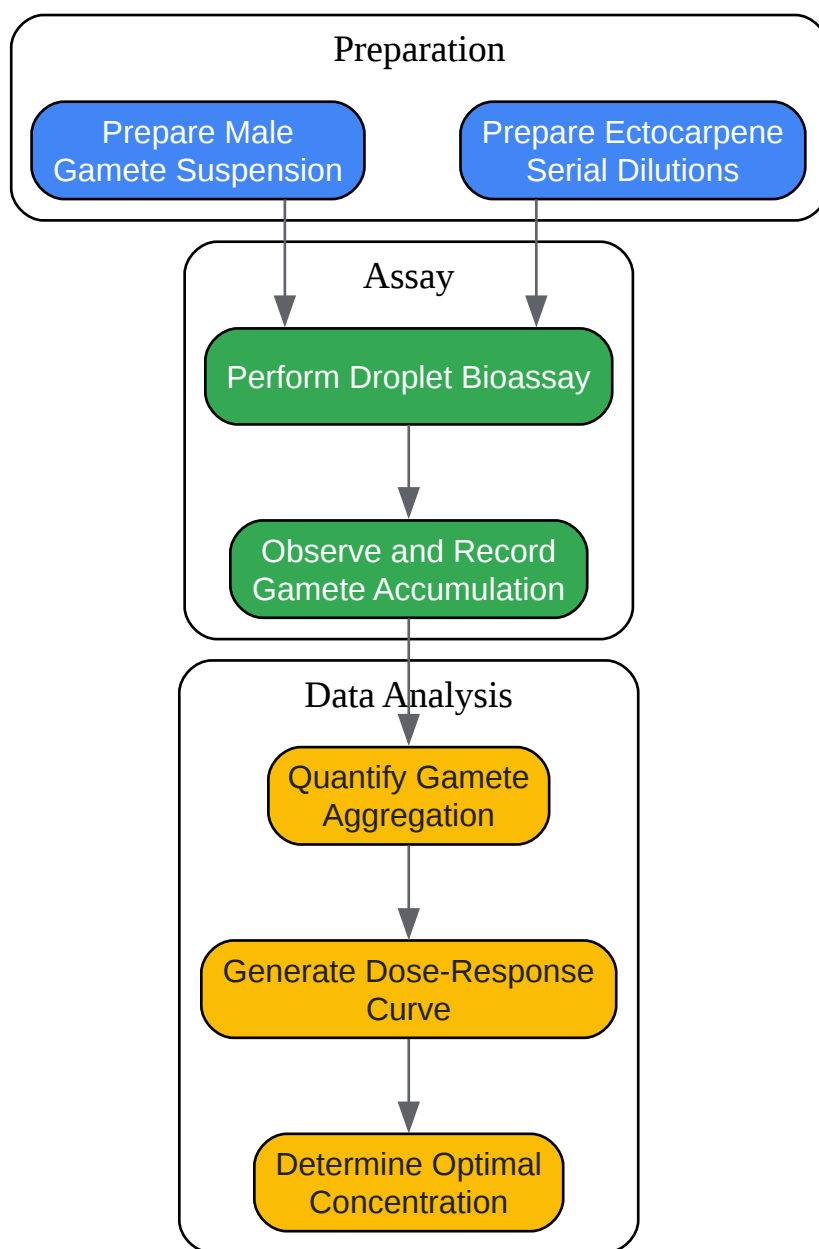 Preparation
Prepare Male
Gamete Suspension
Prepare Ectocarpene
Serial Dilutions
Assay
Perform Droplet Bioassay
Observe and Record
Gamete Accumulation
Data Analysis
Quantify Gamete
Aggregation
Generate Dose-Response
Curve
Determine Optimal
Concentration